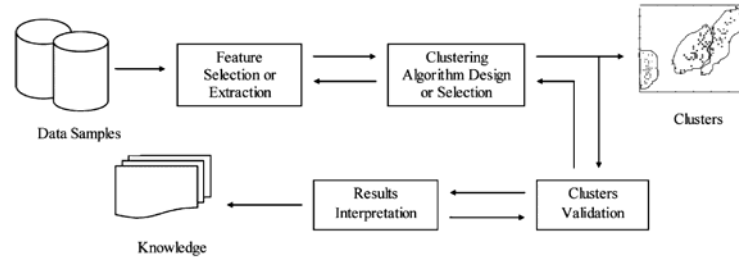 Feature
Selection or
Extraction
Clustering
Algorithm Design
or Selection
Data Samples
Clusters
Results
Interpretation
Clusters
Validation
Knowledge